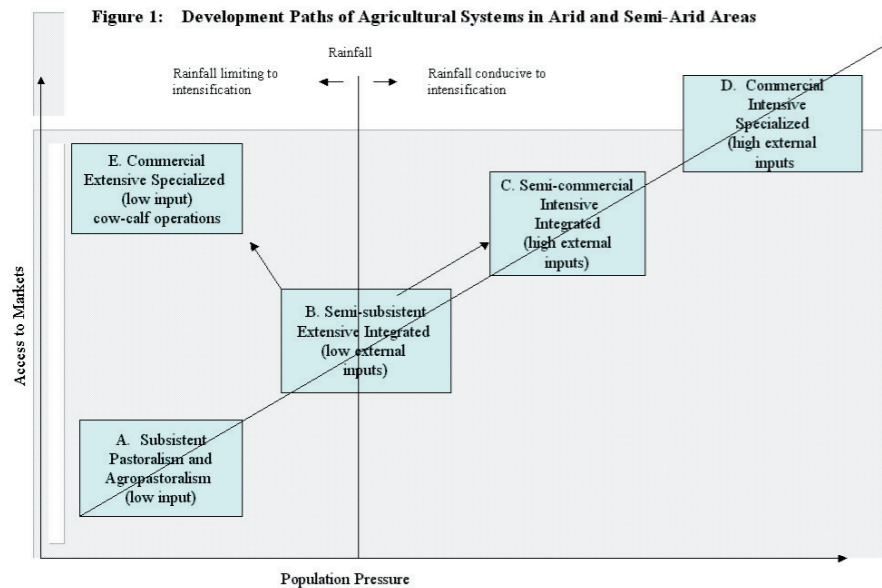 Figure 1: Development Paths of Agricultural Systems in Arid and Semi-Arid Areas
Rainfall
Rainfall limiting to
intensification
Rainfall conducive to
intensification
D. Commercial
Intensive
Specialized
(high external
inputs
E. Commercial
Extensive Specialized
(low input)
cow-calf operations
C. Semi-commercial
Intensive
Integrated
(high external
inputs)
B. Semi-subsistent
Extensive Integrated
(low external
inputs)
A. Subsistent
Pastoralism and
Agropastoralism
(low input)
Access to Markets
Population Pressure